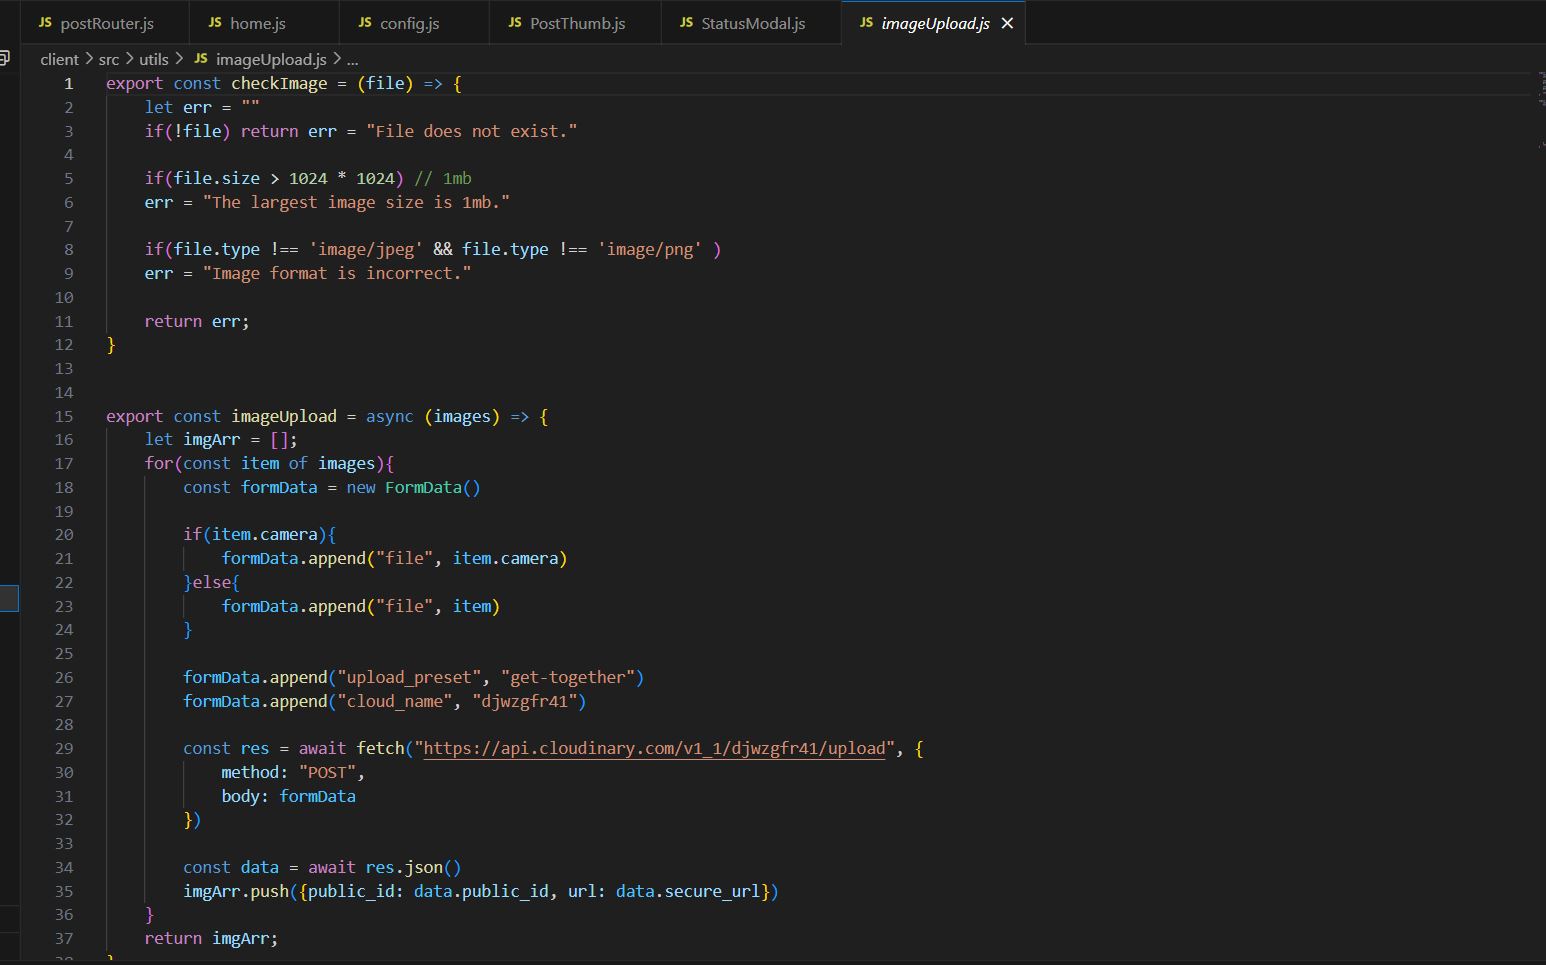 JS postRouter.js JS home.js JS config.js JS PostThumb.js JS StatusModal.js JS imageUpload.js ×
client > src > utils > JS imageUpload.js > ...
1 export const checkImage = (file) => {
2 let err = ""
3 if(!file) return err = "File does not exist."
4
5 if(file.size > 1024 * 1024) // 1mb
6 err = "The largest image size is 1mb."
7
8 if(file.type !== 'image/jpeg' && file.type !== 'image/png' )
9 err = "Image format is incorrect."
10
11 return err;
12 }
13
14
15 export const imageUpload = async (images) => {
16 let imgArr = [];
17 for(const item of images){
18 const formData = new FormData()
19
20 if(item.camera){
21 formData.append("file", item.camera)
22 }else{
23 formData.append("file", item)
24 }
25
26 formData.append("upload_preset", "get-together")
27 formData.append("cloud_name", "djwzgfr41")
28
29 const res = await fetch("https://api.cloudinary.com/v1_1/djwzgfr41/upload", {
30 method: "POST",
31 body: formData
32 })
33
34 const data = await res.json()
35 imgArr.push({public_id: data.public_id, url: data.secure_url})
36 }
37 return imgArr;